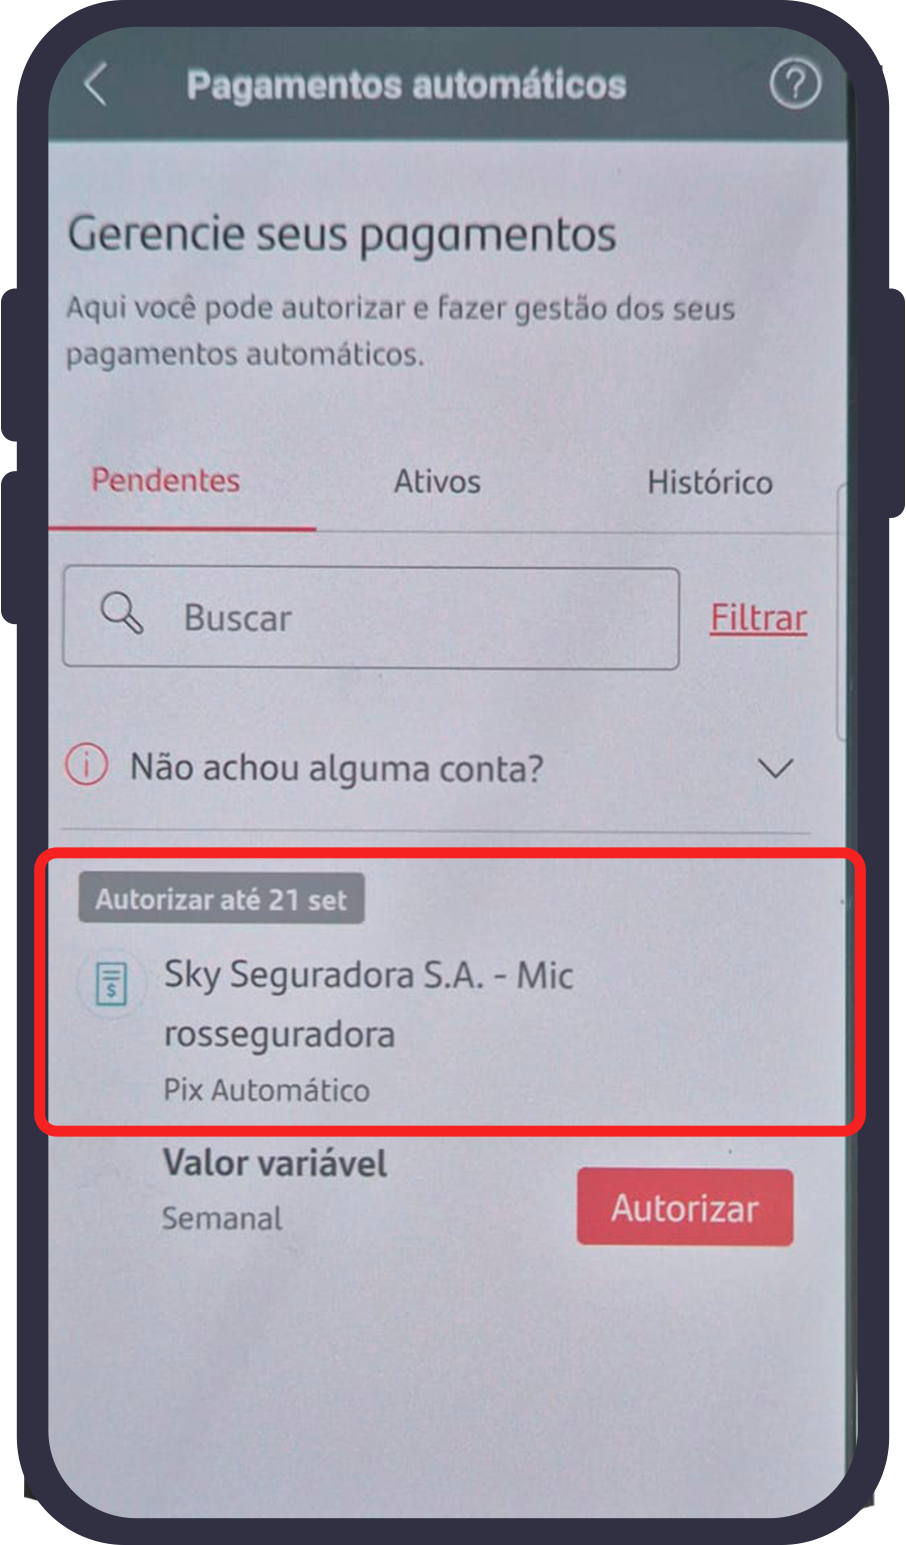 Pagamentos automáticos
Gerencie seus pagamentos
Aqui você pode autorizar e fazer gestão dos seus
pagamentos automáticos.
Pendentes Ativos Histórico
Buscar Filtrar
Não achou alguma conta?
Autorizar até 21 set
Sky Seguradora S.A. - Mic
rosseguradora
Pix Automático
Valor variável
Semanal
Autorizar